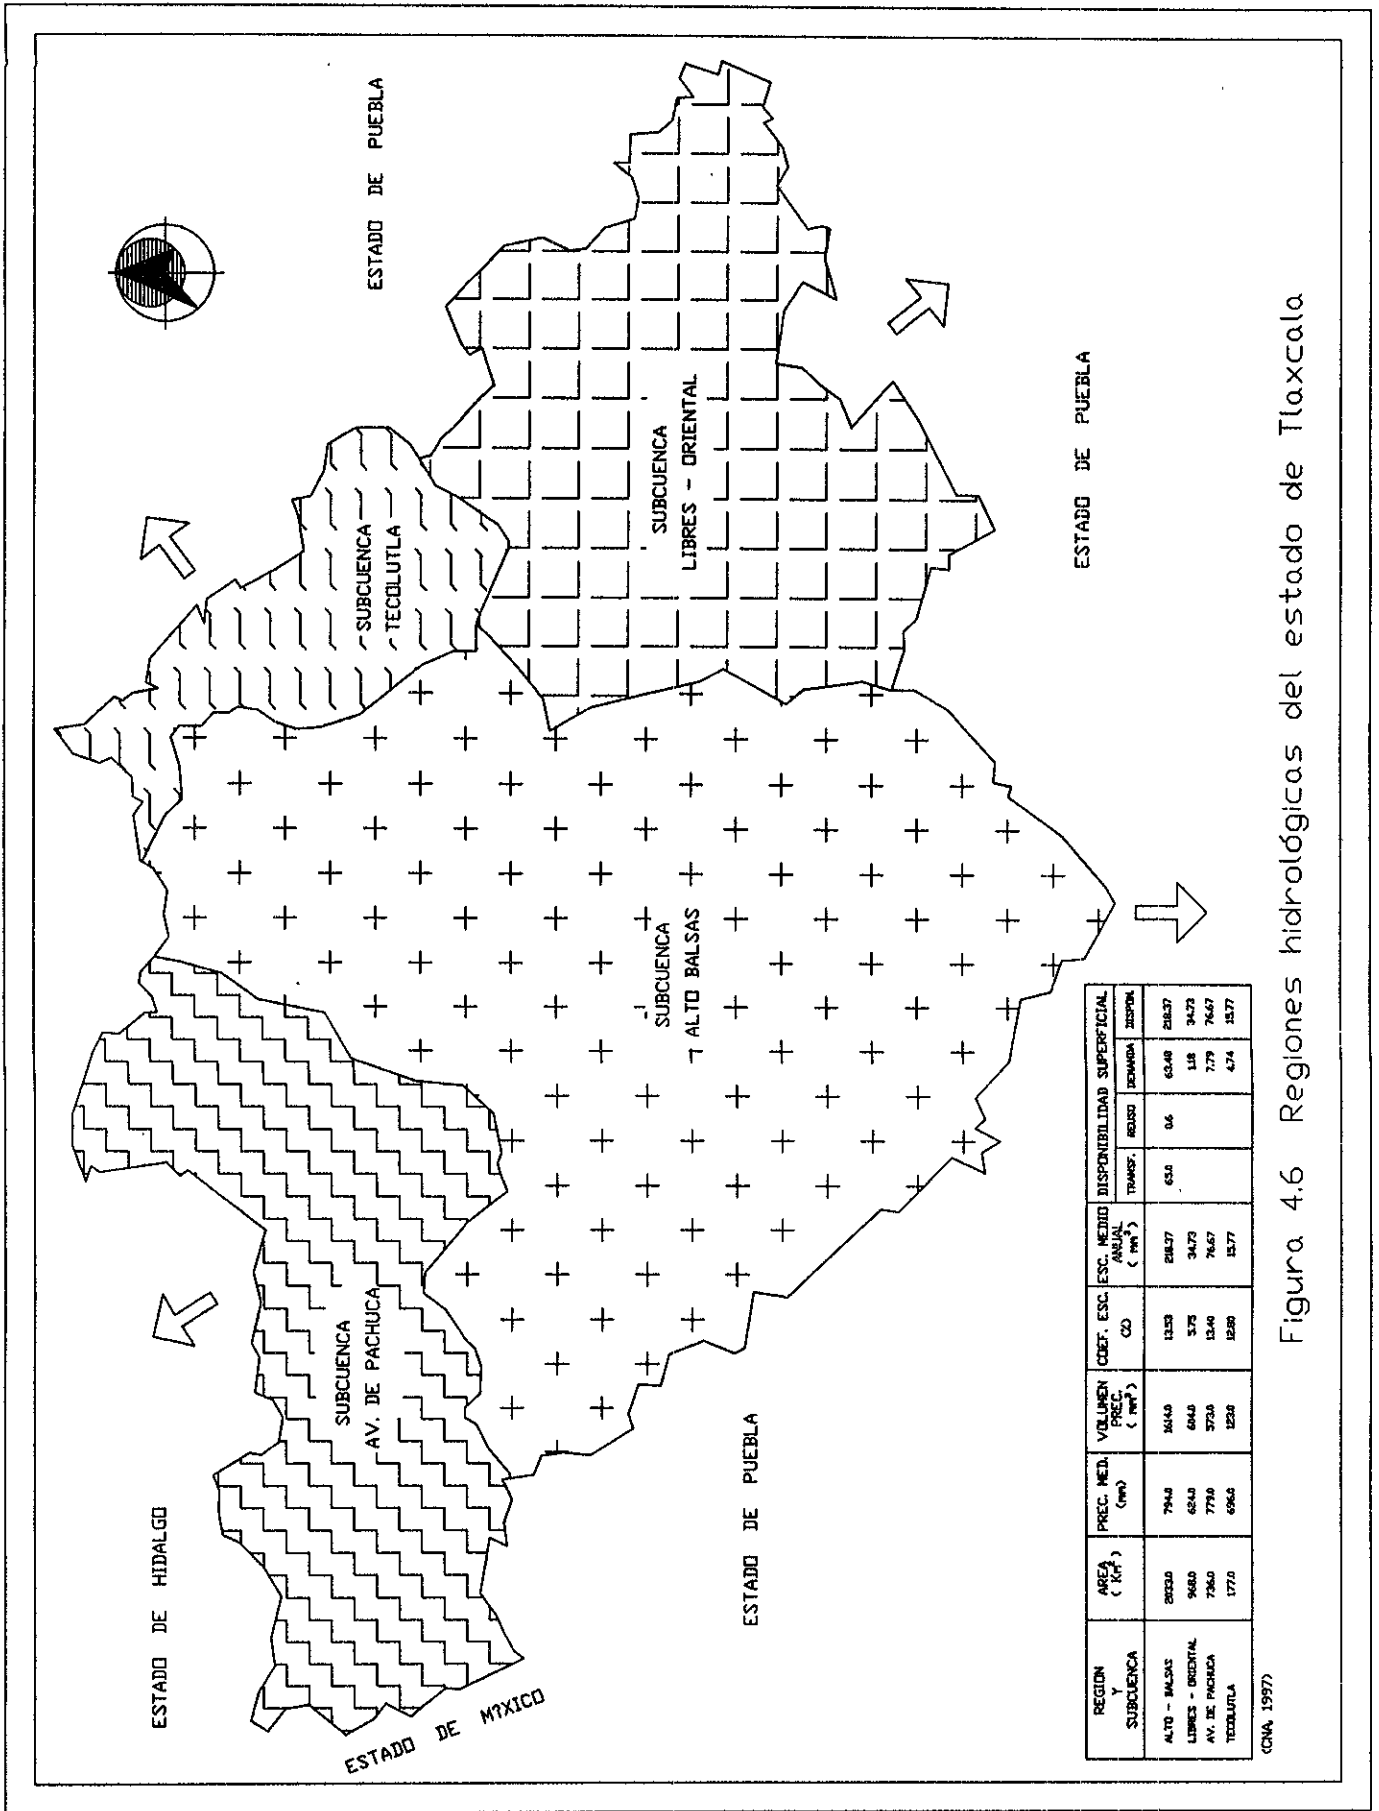 ESTADO DE HIDALGO
ESTADO DE PUEBLA
SUBCUENCA
TECOLUTLA
SUBCUENCA
AV. DE PACHUCA
ESTADO DE M?XICO
SUBCUENCA
ALTO BALSAS
SUBCUENCA
LIBRES - ORIENTAL
ESTADO DE PUEBLA
ESTADO DE PUEBLA
REGION Y SUBCUENCA AREA ( Km² ) PREC. MED. (mm) VOLUMEN PREC. ( mm³ ) COEF. ESC. (%) ESC. MEDIO ANUAL ( mm³ ) DISPONIBILIDAD SUPERFICIAL
TRANSF. REUSO DEMANDA DISPON.
ALTO - BALSAS 2033.0 794.0 1614.0 13.53 218.37 65.0 0.6 63.40 218.37
LIBRES - ORIENTAL 968.0 624.0 604.0 5.75 34.73 1.18 34.73
AV. DE PACHUCA 736.0 779.0 573.0 13.40 76.67 7.79 76.67
TECOLUTLA 177.0 696.0 123.0 12.80 15.77 4.74 15.77
(CNA, 1997)
Figura 4.6 Regiones hidrológicas del estado de Tlaxcala